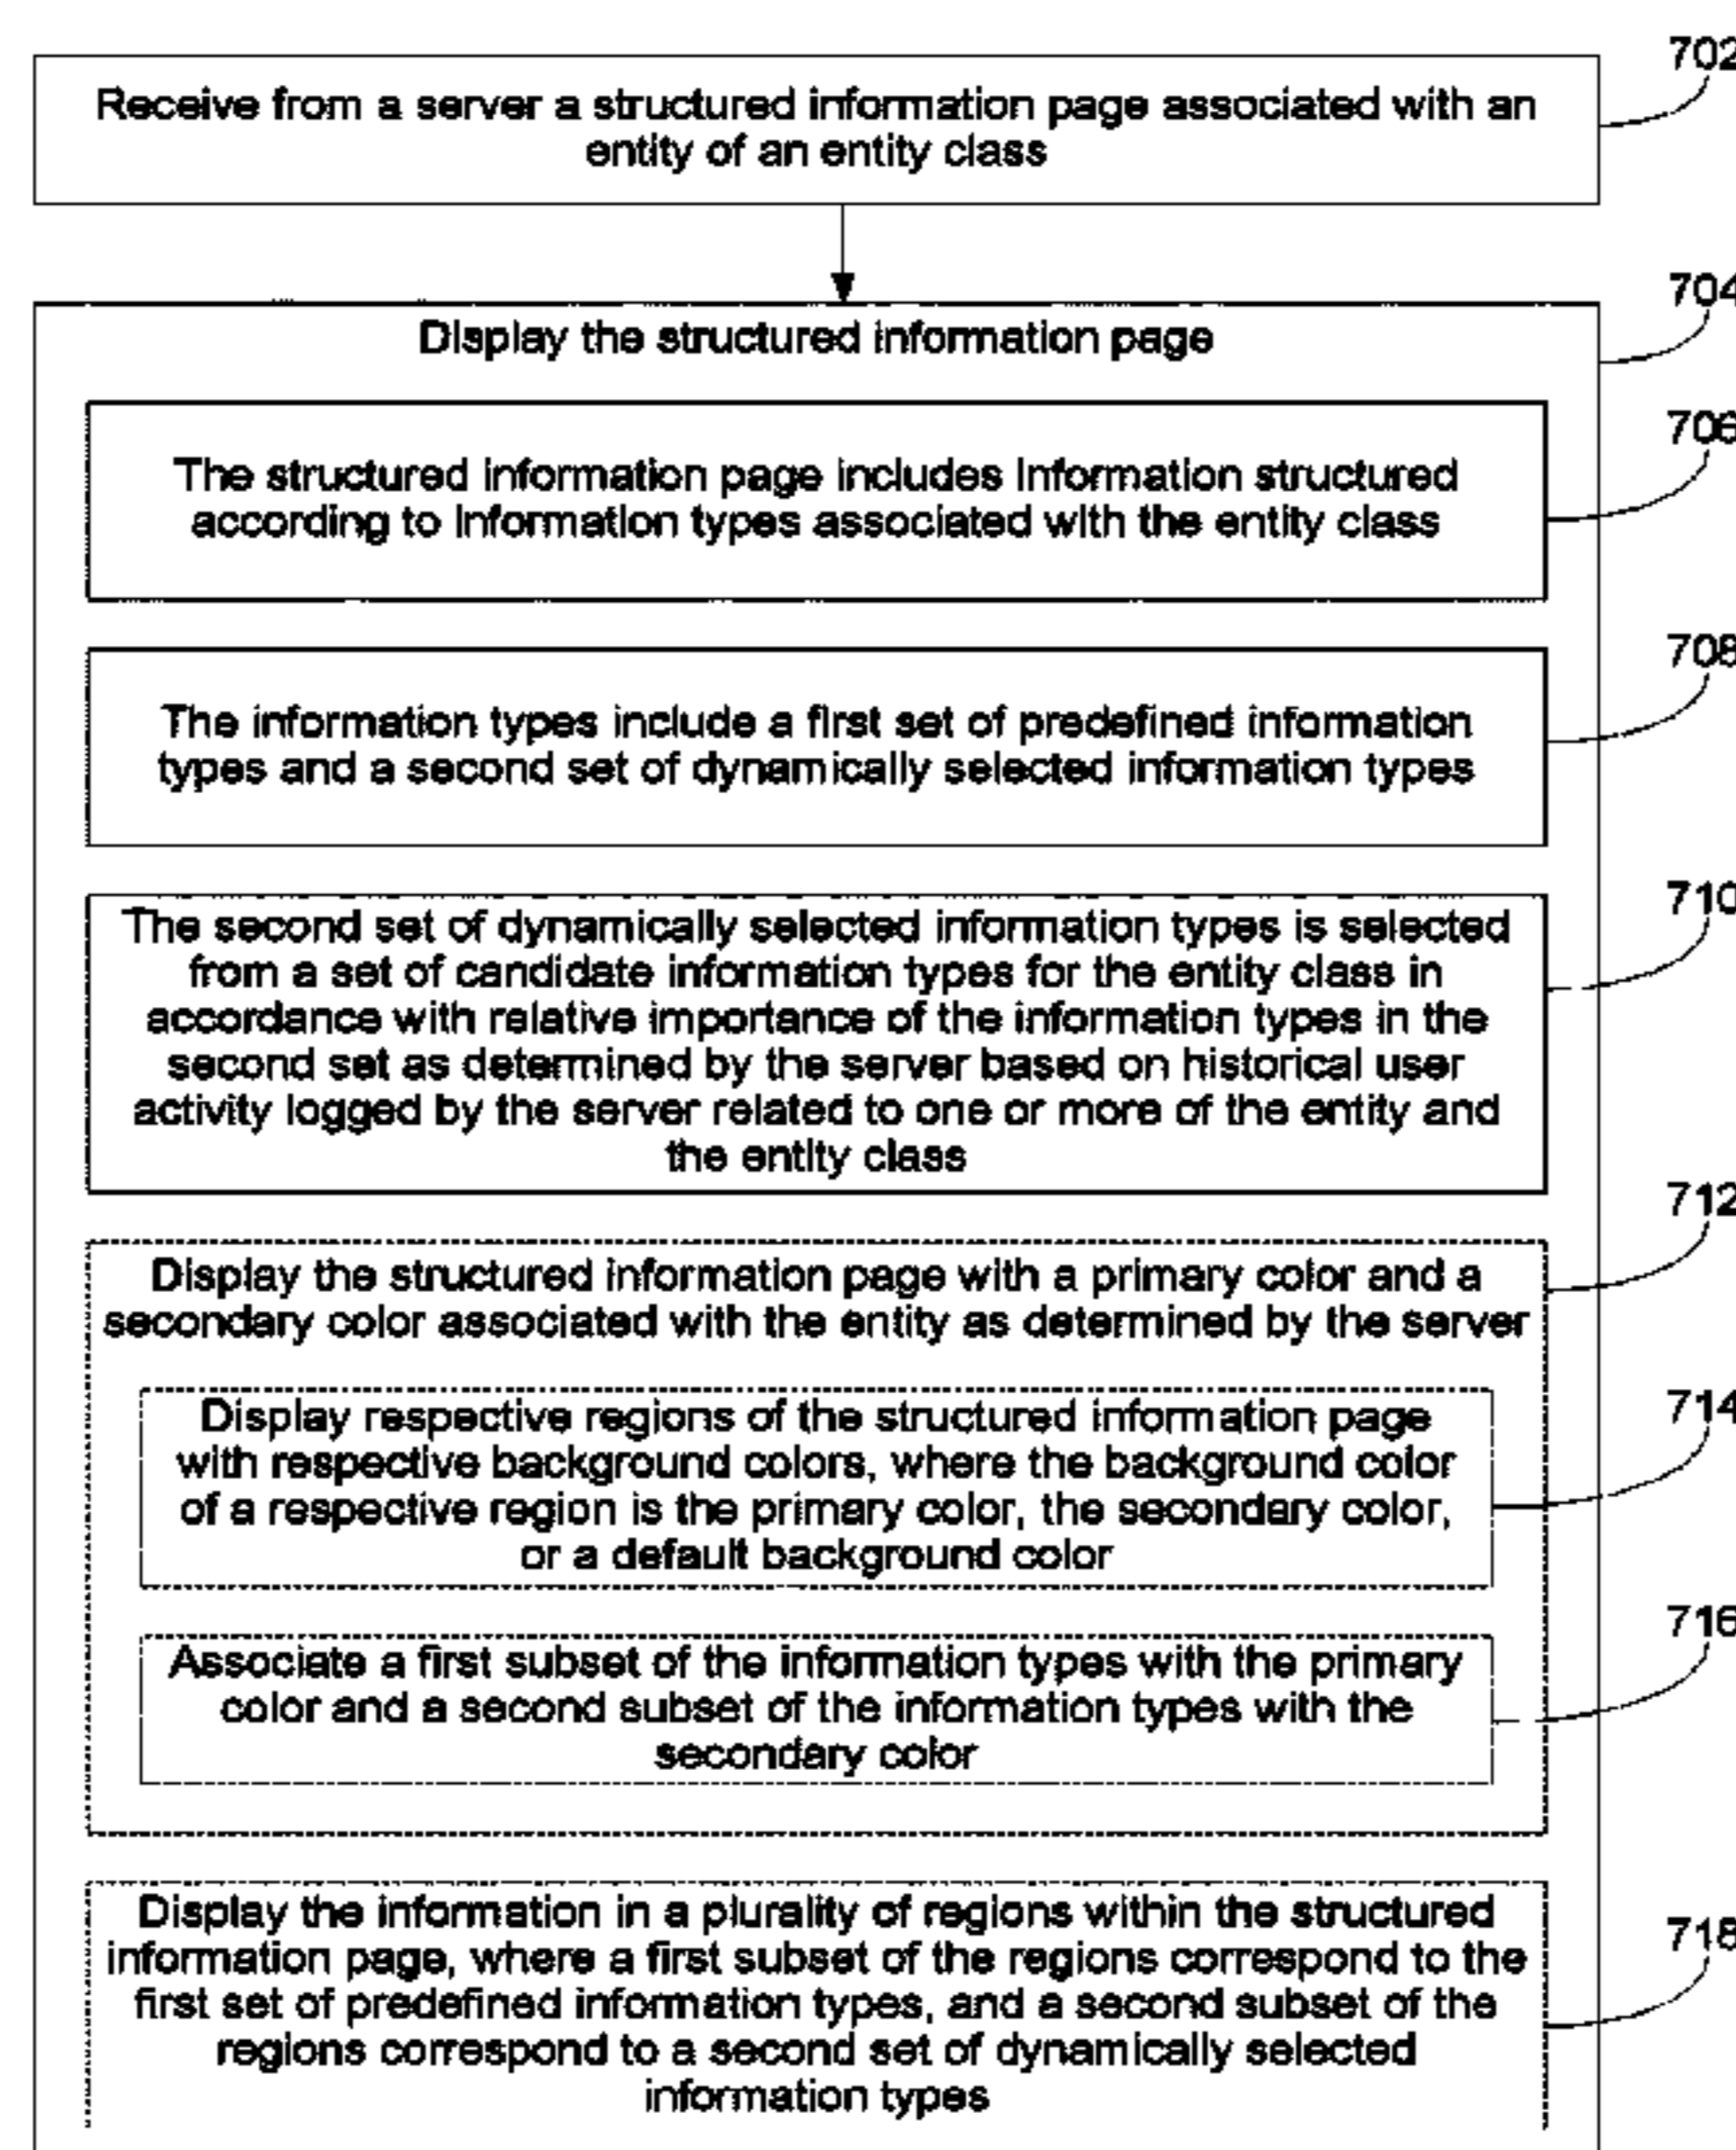 702
Receive from a server a structured information page associated with an
entity of an entity class
704
Display the structured information page
706
The structured information page includes information structured
according to information types associated with the entity class
708
The information types include a first set of predefined information
types and a second set of dynamically selected information types
710
The second set of dynamically selected information types is selected
from a set of candidate information types for the entity class in
accordance with relative importance of the information types in the
second set as determined by the server based on historical user
activity logged by the server related to one or more of the entity and
the entity class
712
Display the structured information page with a primary color and a
secondary color associated with the entity as determined by the server
714
Display respective regions of the structured information page
with respective background colors, where the background color
of a respective region is the primary color, the secondary color,
or a default background color
716
Associate a first subset of the information types with the primary
color and a second subset of the information types with the
secondary color
718
Display the information in a plurality of regions within the structured
information page, where a first subset of the regions correspond to the
first set of predefined information types, and a second subset of the
regions correspond to a second set of dynamically selected
information types